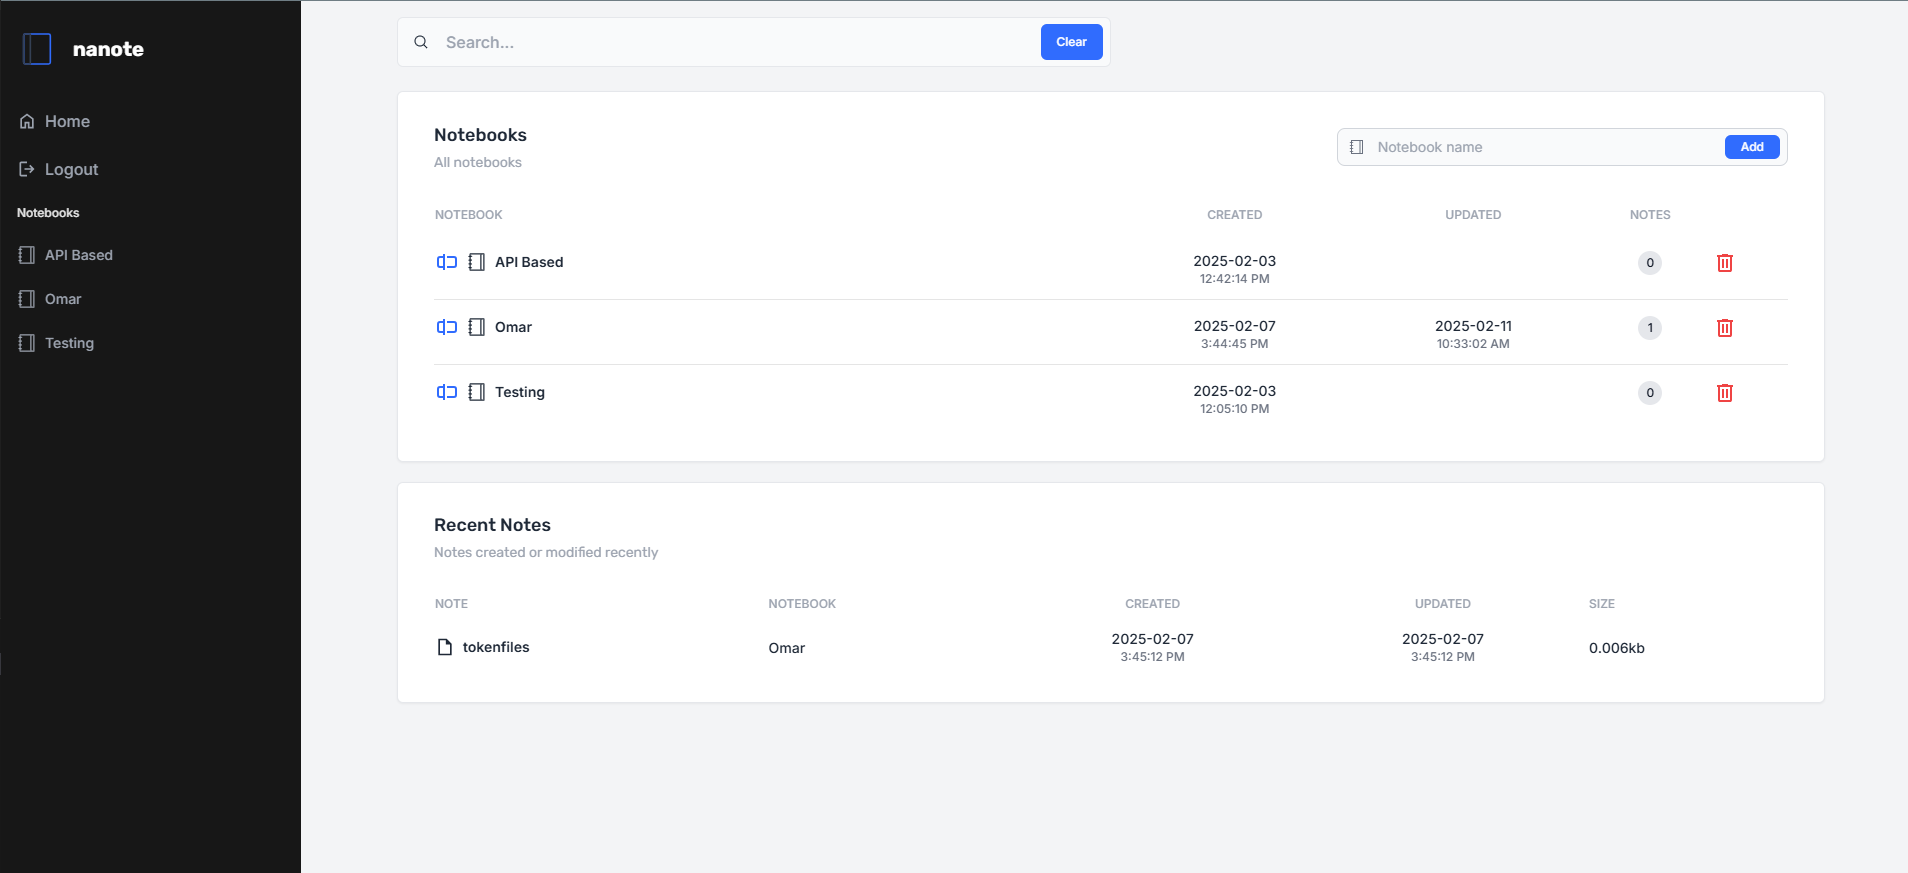 nanote
Home
Logout
Notebooks
API Based
Omar
Testing
Search...
Clear
Notebooks
All notebooks
Notebook name
Add
NOTEBOOK CREATED UPDATED NOTES
API Based 2025-02-03 0
12:42:14 PM
Omar 2025-02-07 2025-02-11 1
3:44:45 PM 10:33:02 AM
Testing 2025-02-03 0
12:05:10 PM
Recent Notes
Notes created or modified recently
NOTE NOTEBOOK CREATED UPDATED SIZE
tokenfiles Omar 2025-02-07 2025-02-07 0.006kb
3:45:12 PM 3:45:12 PM